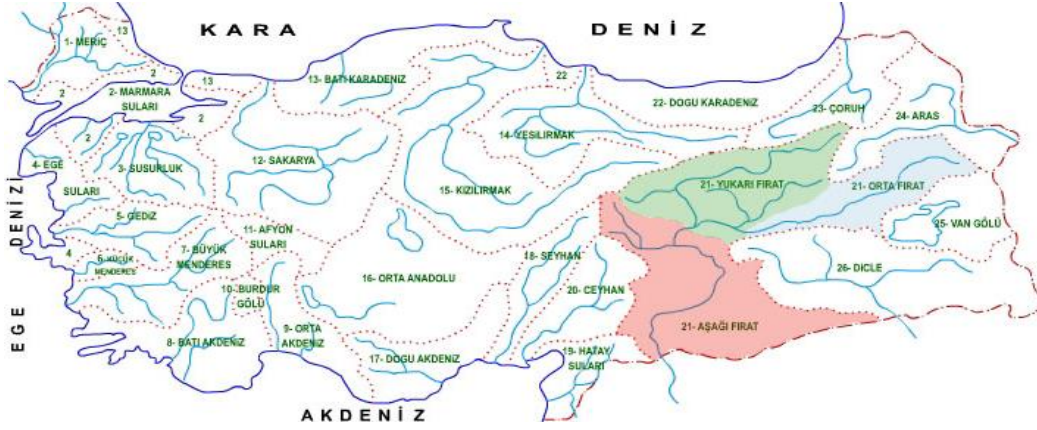 KARA DENİZ
13
1- MERİÇ
2
13
13- BATI KARADENİZ
22
2
2- MARMARA
SULARI
2
22- DOGU KARADENİZ
23- ÇORUH
24- ARAS
2
14- YESILIRMAK
4- EGE
3- SUSURLUK
12- SAKARYA
SULARI
15- KIZILIRMAK
21- YUKARI FIRAT
21- ORTA FIRAT
5- GEDİZ
11- AFYON
SULARI
25- VAN GÖLÜ
EGE DENİZİ
4
6- KÜÇÜK
MENDERES
7- BÜYÜK
MENDERES
18- SEYHAN
26- DİCLE
16- ORTA ANADOLU
10- BURDUR
GÖLÜ
20- CEYHAN
9- ORTA
AKDENİZ
21- AŞAĞI FIRAT
8- BATI AKDENİZ
17- DOGU AKDENİZ
19- HATAY
SULARI
AKDENİZ